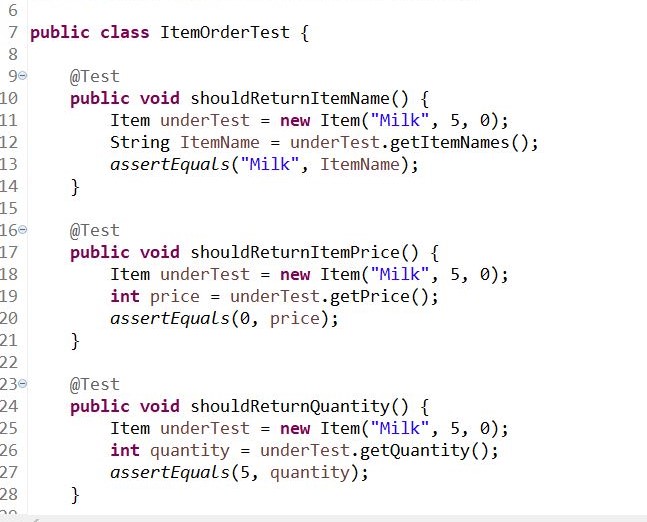 6
7 public class ItemOrderTest {
8
9 @Test
10 public void shouldReturnItemName() {
11 Item underTest = new Item("Milk", 5, 0);
12 String ItemName = underTest.getItemNames();
13 assertEquals("Milk", ItemName);
14 }
15
16 @Test
17 public void shouldReturnItemPrice() {
18 Item underTest = new Item("Milk", 5, 0);
19 int price = underTest.getPrice();
20 assertEquals(0, price);
21 }
22
23 @Test
24 public void shouldReturnQuantity() {
25 Item underTest = new Item("Milk", 5, 0);
26 int quantity = underTest.getQuantity();
27 assertEquals(5, quantity);
28 }